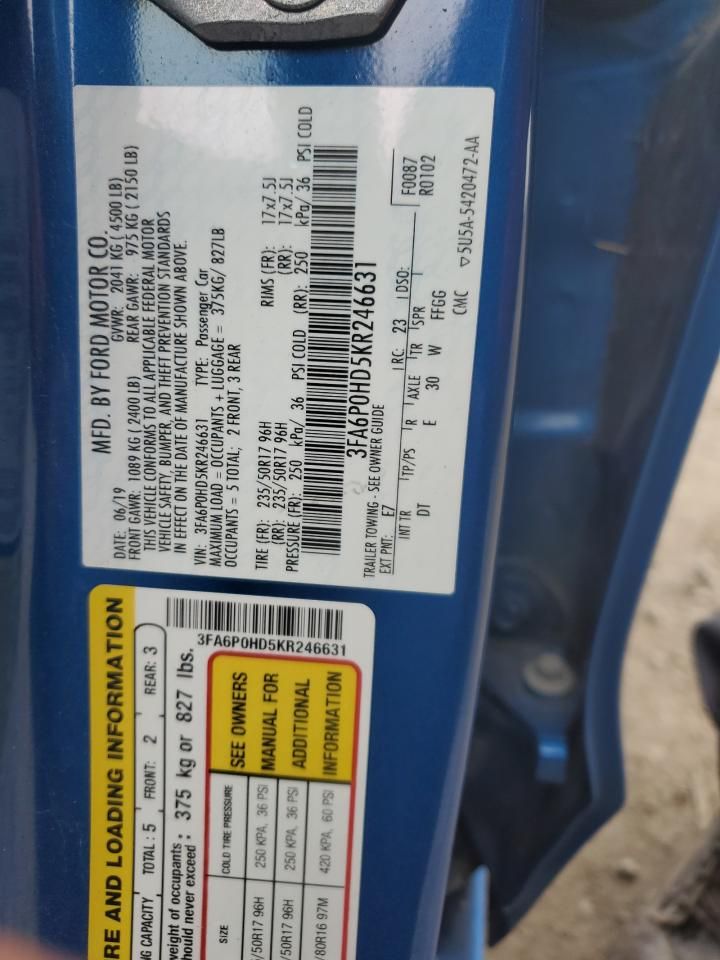 MFD. BY FORD MOTOR CO.
DATE: 06/19 GVWR: 2041 KG ( 4500 LB)
FRONT GAWR: 1089 KG ( 2400 LB) REAR GAWR: 975 KG ( 2150 LB)
THIS VEHICLE CONFORMS TO ALL APPLICABLE FEDERAL MOTOR
VEHICLE SAFETY, BUMPER, AND THEFT PREVENTION STANDARDS
IN EFFECT ON THE DATE OF MANUFACTURE SHOWN ABOVE.
VIN: 3FA6P0HD5KR246631 TYPE: Passenger Car
MAXIMUM LOAD = OCCUPANTS + LUGGAGE = 375KG/ 827LB
OCCUPANTS = 5 TOTAL; 2 FRONT, 3 REAR
TIRE (FR): 235/50R17 96H RIMS (FR): 17x7.5J
(RR): 235/50R17 96H (RR): 17x7.5J
PRESSURE (FR): 250 kPa/ 36 PSI COLD (RR): 250 kPa/ 36 PSI COLD
3FA6P0HD5KR246631
TRAILER TOWING - SEE OWNER GUIDE
EXT PNT: E7 RC: 23 DSO: F0087
R0102
INT TR TP/PS R AXLE TR SPR
DT E 30 W FFGG
CMC ▽5U5A-5420472-AA
3FA6P0HD5KR246631
RE AND LOADING INFORMATION
NG CAPACITY TOTAL : 5 FRONT: 2 REAR: 3
weight of occupants
should never exceed : 375 kg or 827 lbs.
SIZE COLD TIRE PRESSURE
/50R17 96H 250 KPA, 36 PSI
/50R17 96H 250 KPA, 36 PSI
/80R16 97M 420 KPA, 60 PSI
SEE OWNERS
MANUAL FOR
ADDITIONAL
INFORMATION